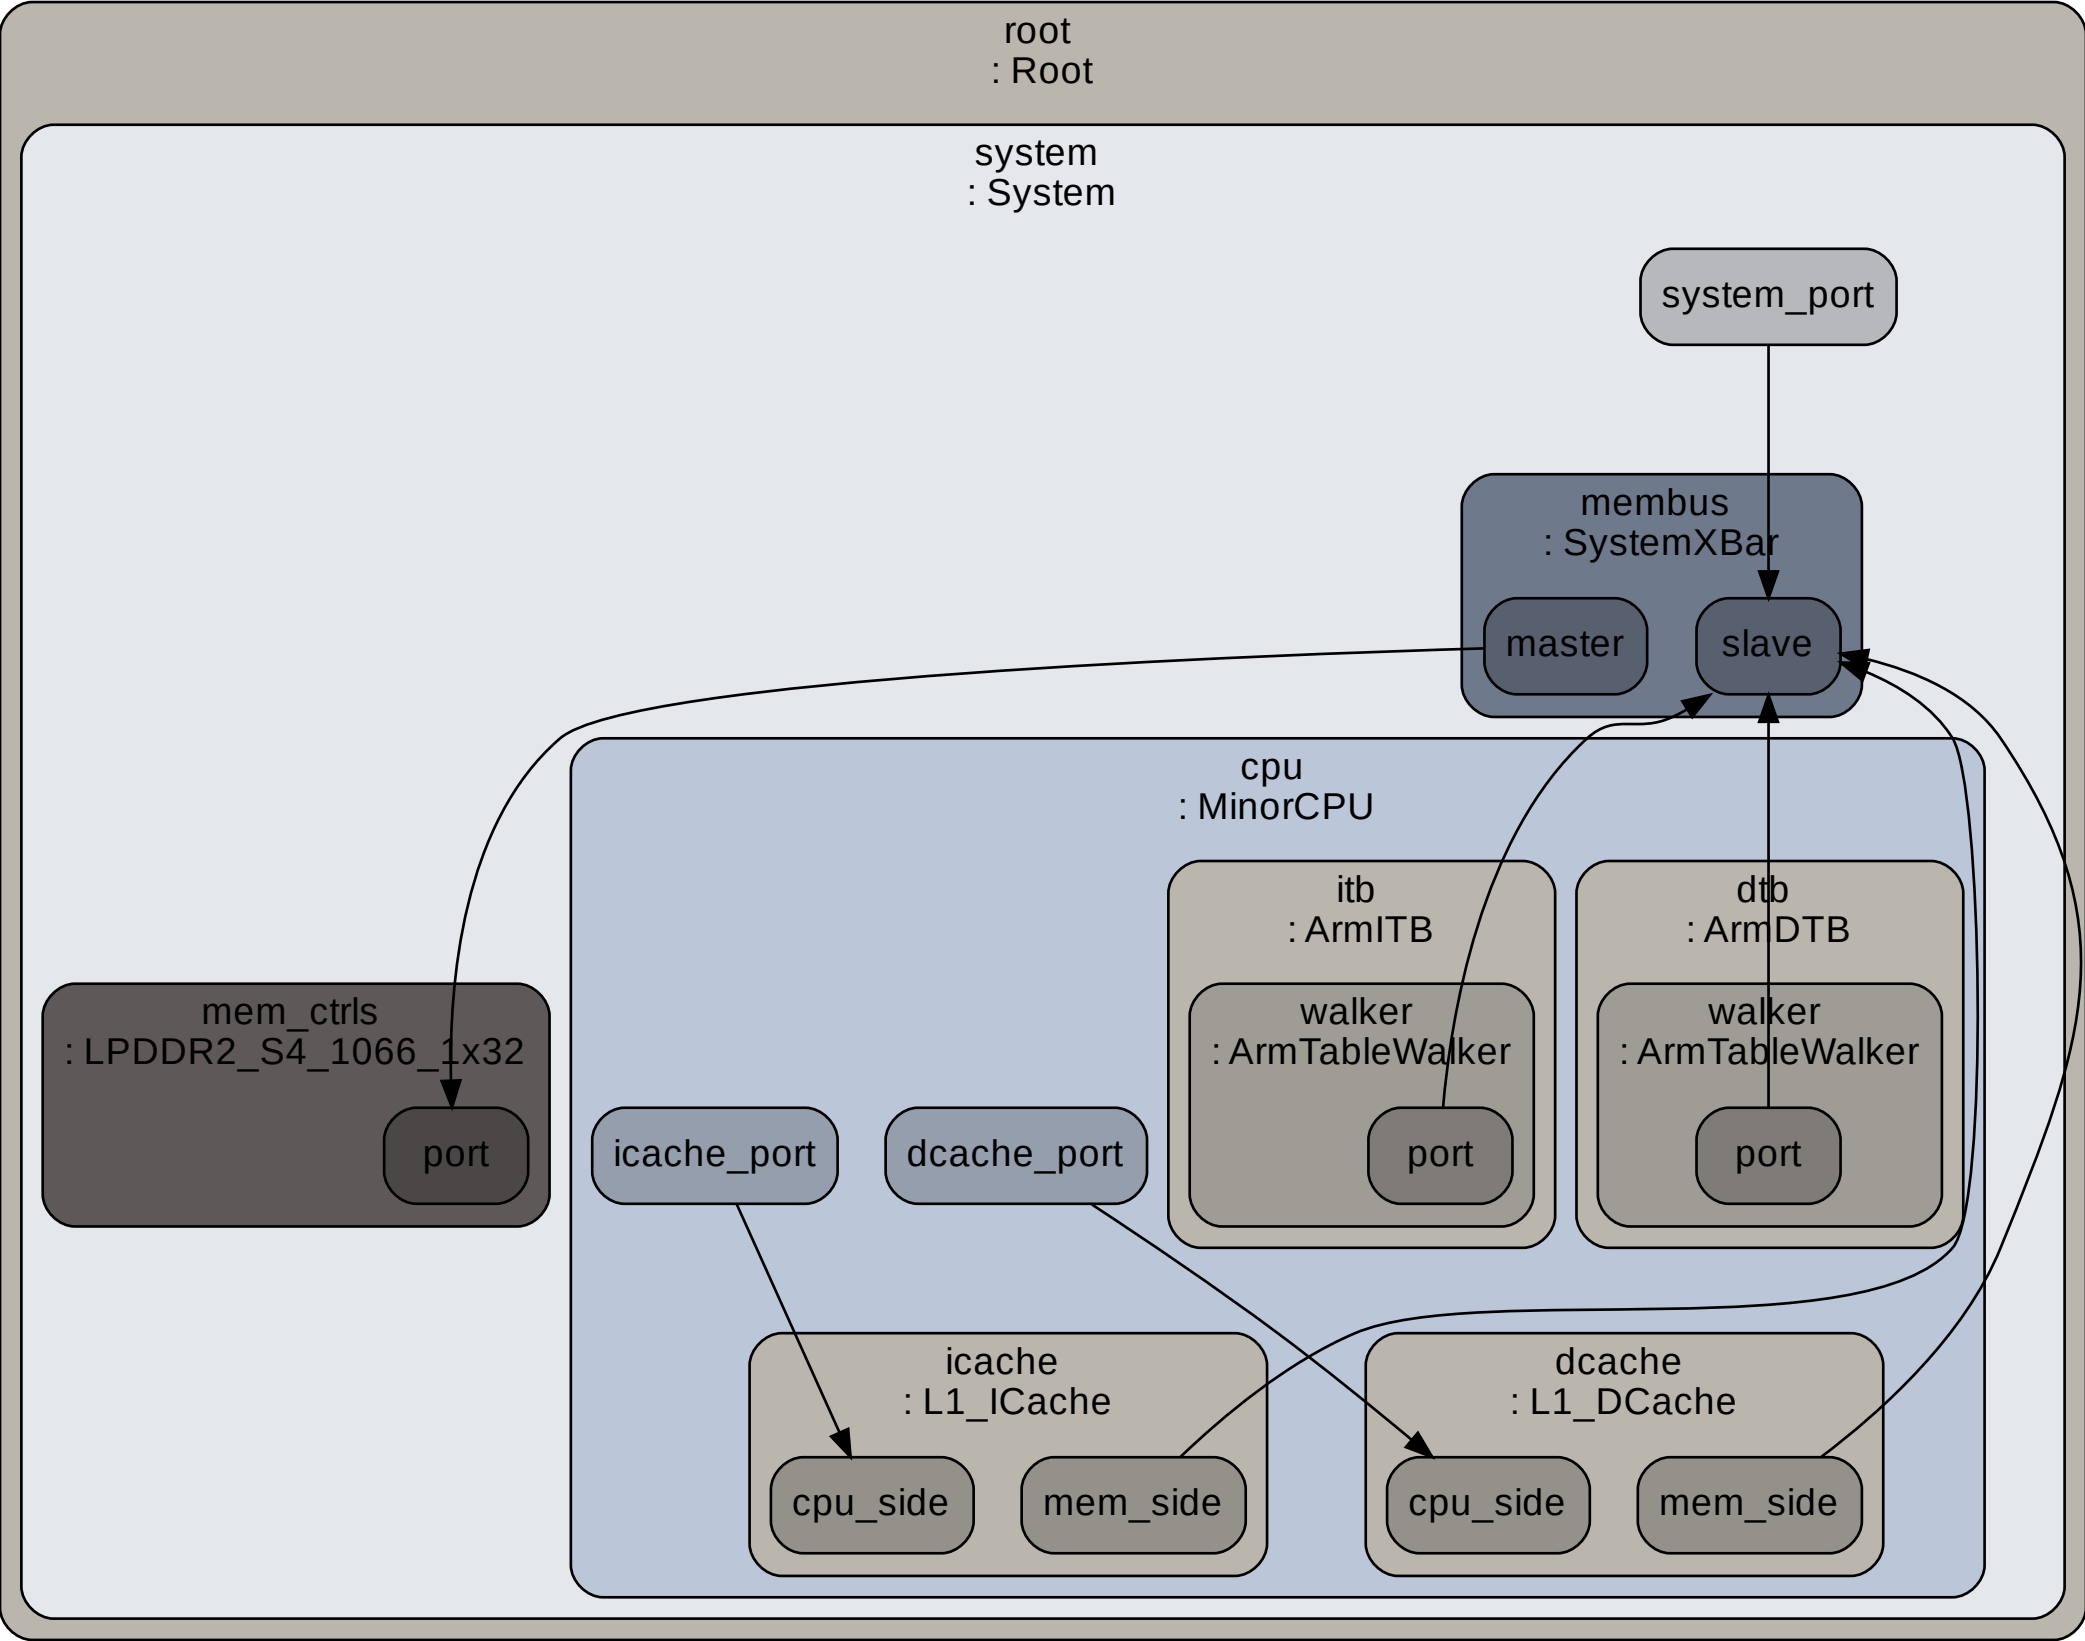 root
: Root
system
: System
system_port
membus
: SystemXBar
master
slave
cpu
: MinorCPU
itb
: ArmITB
dtb
: ArmDTB
mem_ctrls
: LPDDR2_S4_1066_1x32
walker
: ArmTableWalker
walker
: ArmTableWalker
port
icache_port
dcache_port
port
port
icache
: L1_ICache
dcache
: L1_DCache
cpu_side
mem_side
cpu_side
mem_side